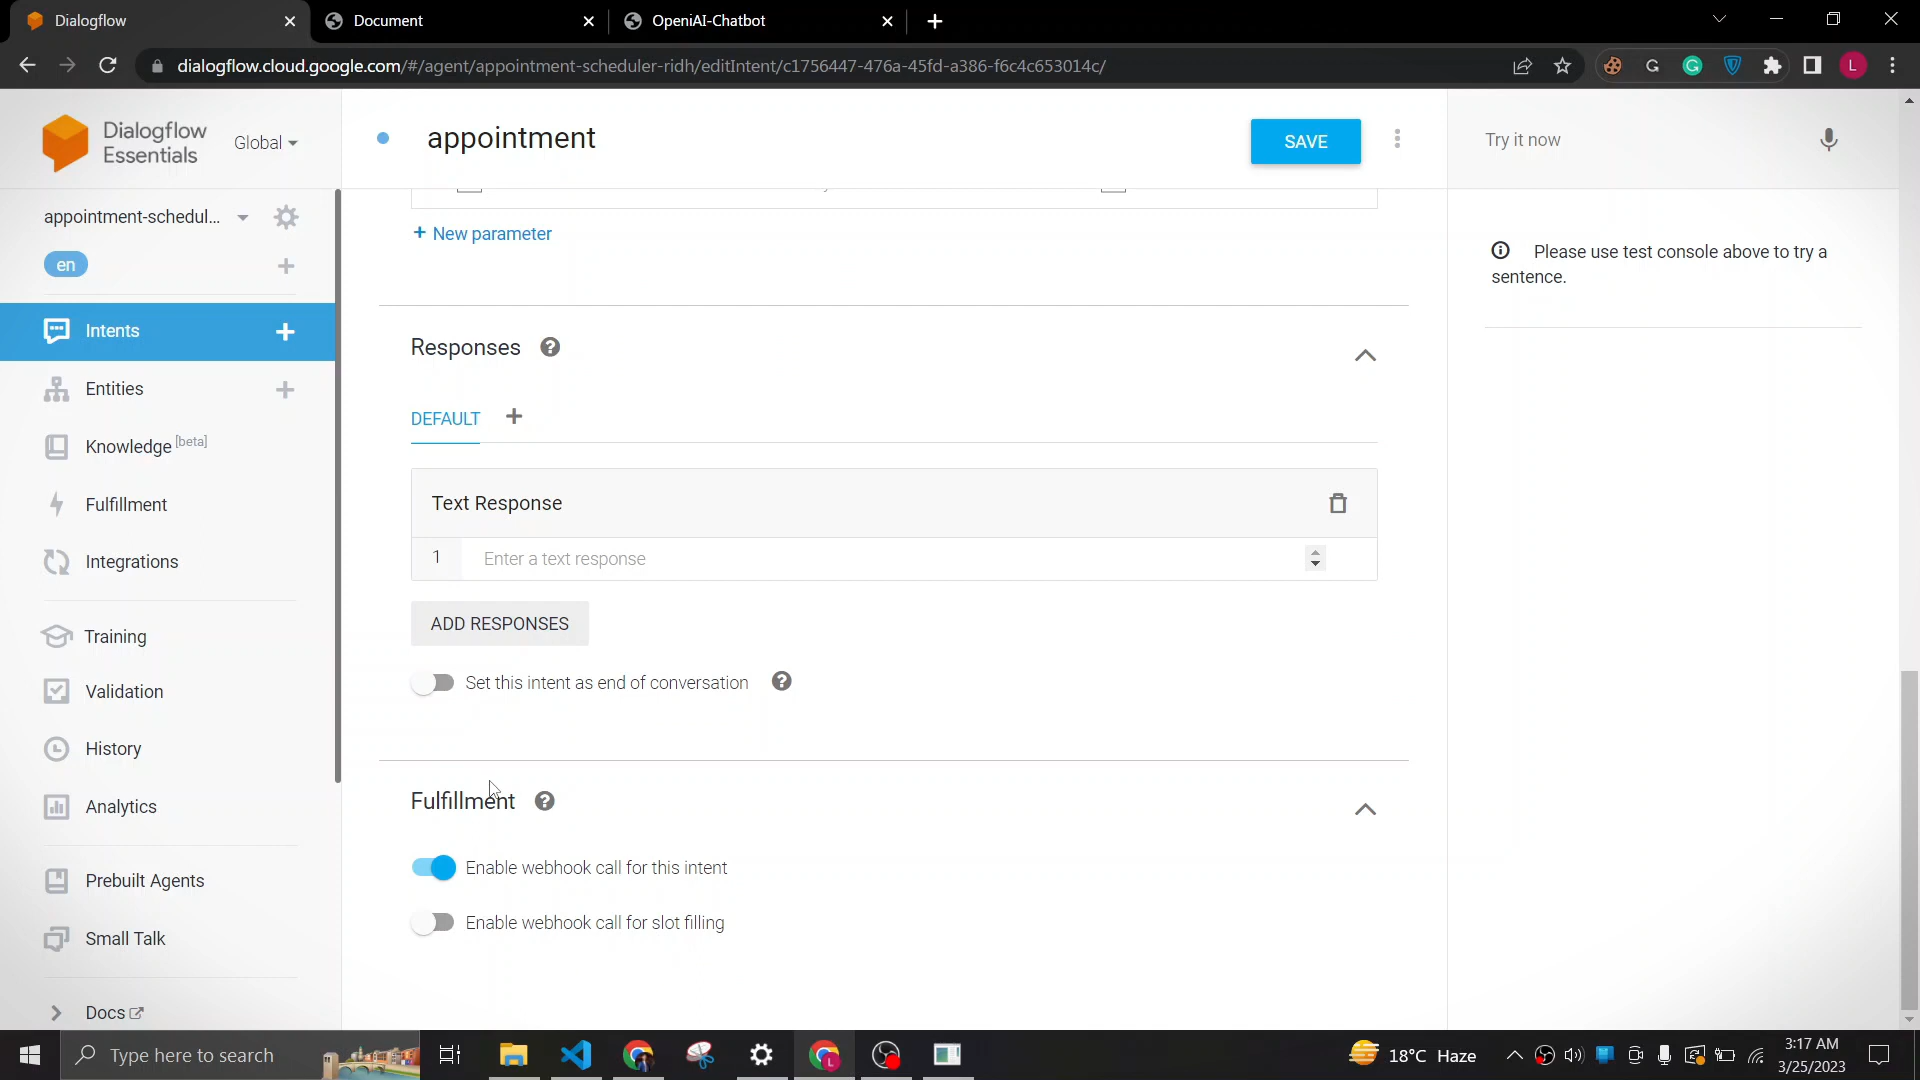 Dialogflow
Document
OpeniAI-Chatbot
dialogflow.cloud.google.com/#/agent/appointment-scheduler-ridh/editIntent/c1756447-476a-45fd-a386-f6c4c653014c/
G
L
Dialogflow
Essentials
Global
appointment
SAVE
Try it now
appointment-schedul...
en
Intents
Entities
Knowledge [beta]
Fulfillment
Integrations
Training
Validation
History
Analytics
Prebuilt Agents
Small Talk
Docs
+ New parameter
Responses
DEFAULT
Text Response
1
Enter a text response
ADD RESPONSES
Set this intent as end of conversation
Fulfillment
Enable webhook call for this intent
Enable webhook call for slot filling
Please use test console above to try a
sentence.
Type here to search
18°C Haze
3:17 AM
3/25/2023